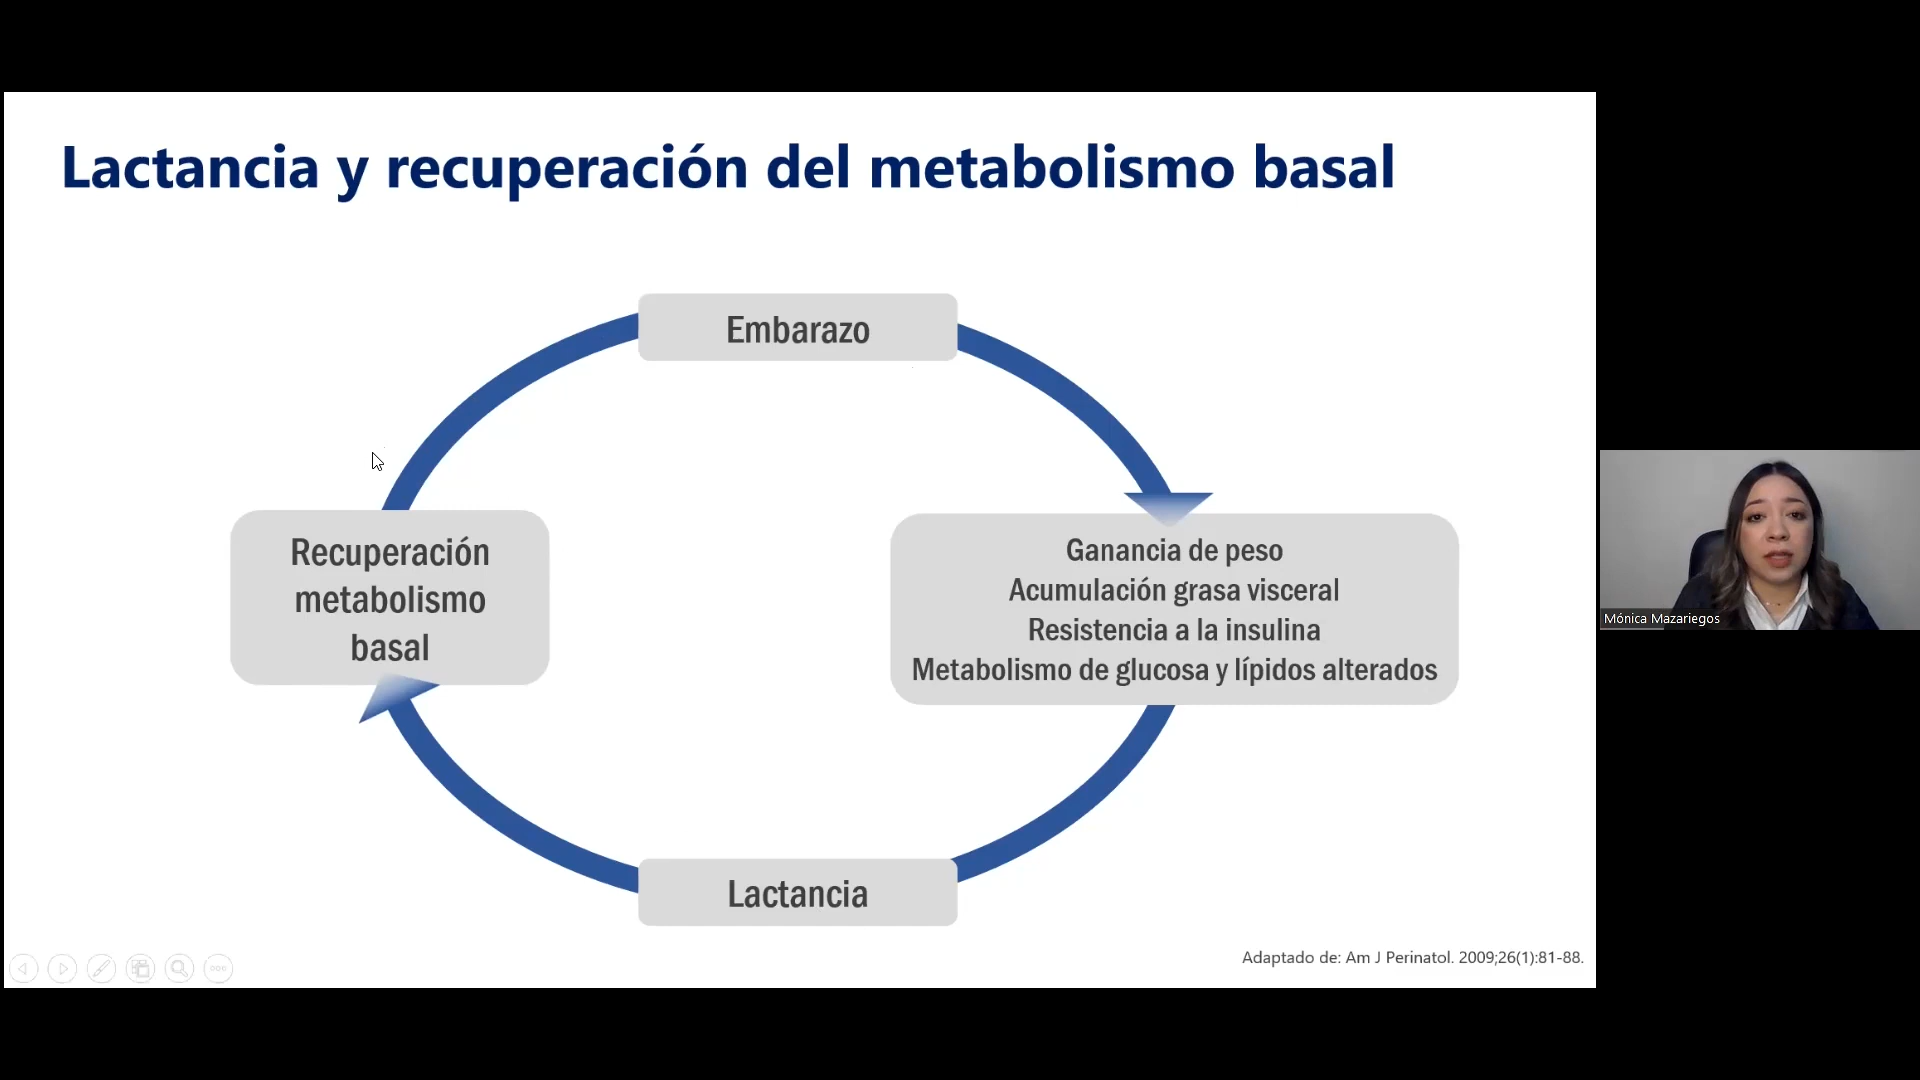 Lactancia y recuperación del metabolismo basal
Embarazo
Recuperación
metabolismo
basal
Ganancia de peso
Acumulación grasa visceral
Resistencia a la insulina
Metabolismo de glucosa y lípidos alterados
Lactancia
Adaptado de: Am J Perinatol. 2009;26(1):81-88.
Mónica Mazariegos